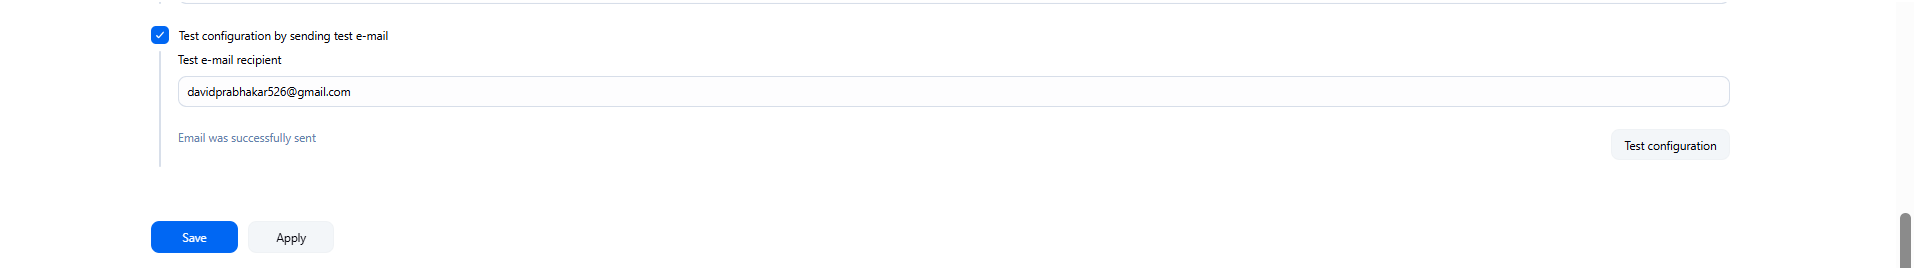 Test configuration by sending test e-mail
Test e-mail recipient
davidprabhakar526@gmail.com
Email was successfully sent
Test configuration
Save
Apply